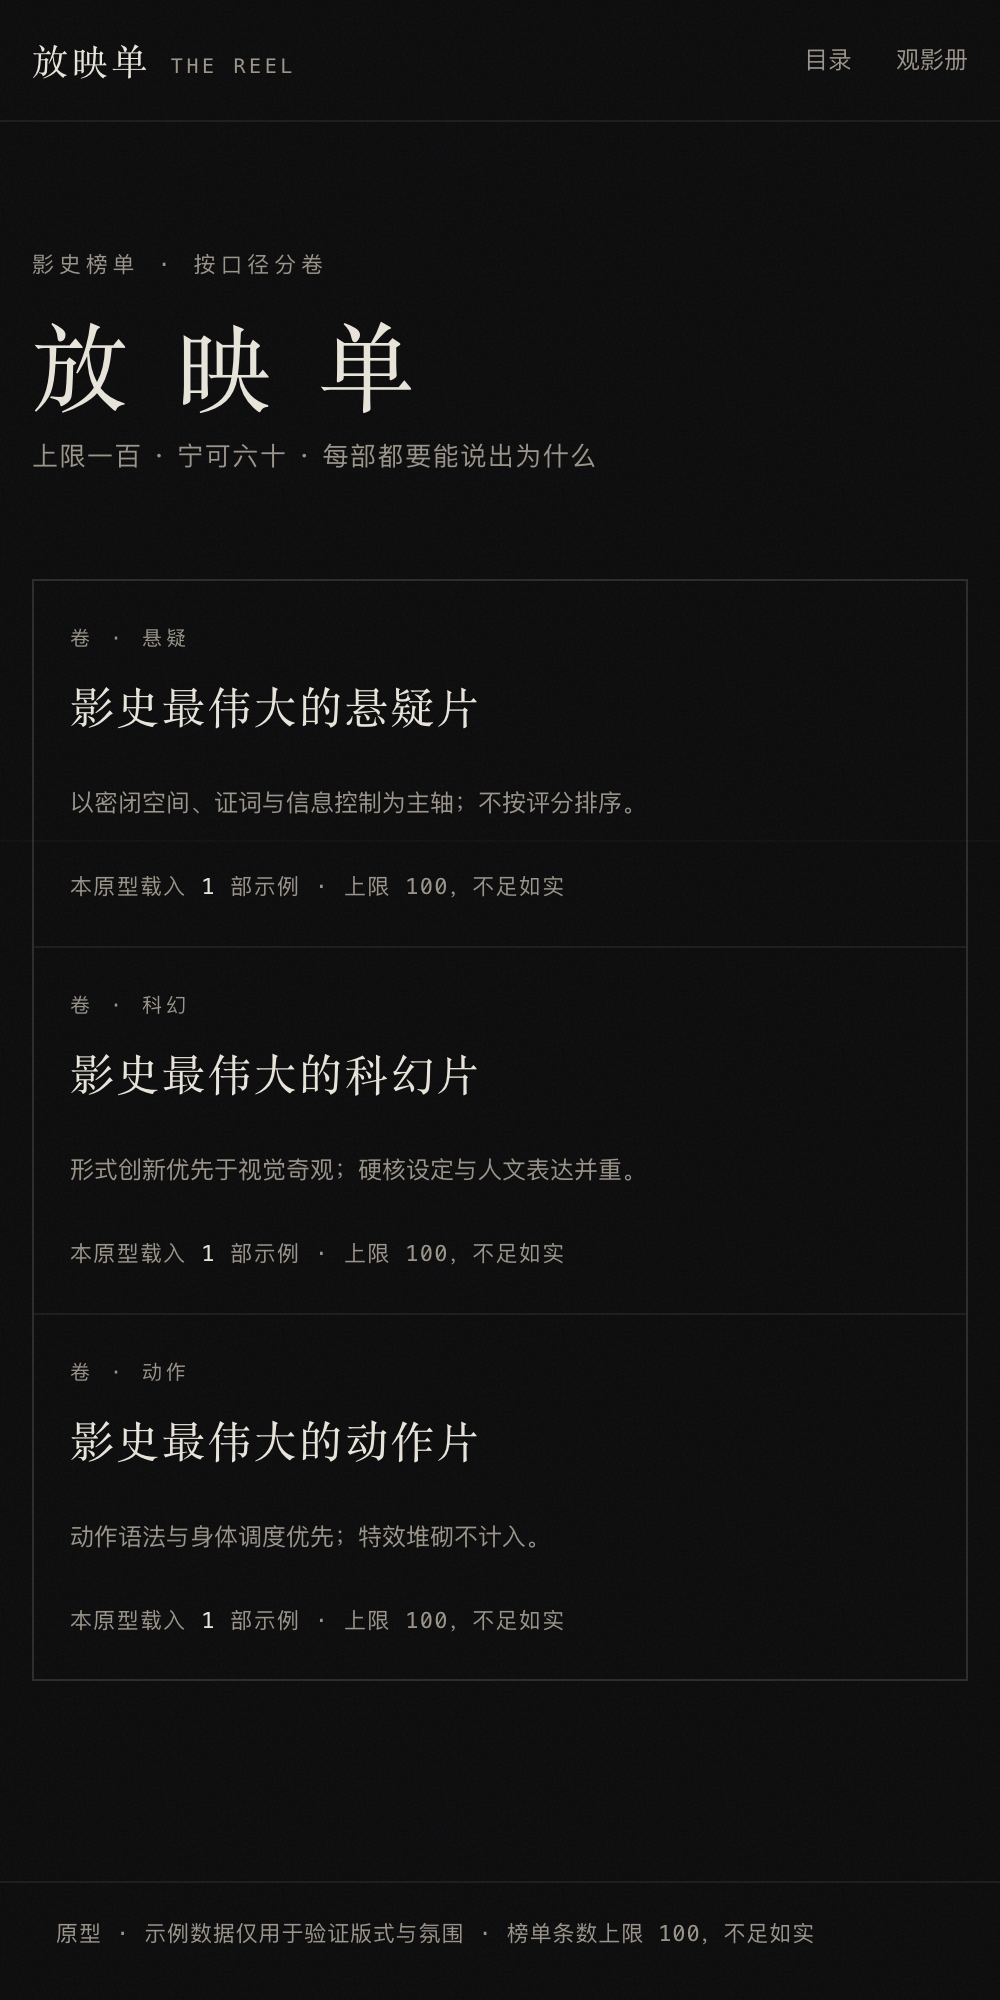 放映单 THE REEL
目录 观影册
影史榜单 · 按口径分卷
放映单
上限一百 · 宁可六十 · 每部都要能说出为什么
卷 · 悬疑
影史最伟大的悬疑片
以密闭空间、证词与信息控制为主轴；不按评分排序。
本原型载入 1 部示例 · 上限 100，不足如实
卷 · 科幻
影史最伟大的科幻片
形式创新优先于视觉奇观；硬核设定与人文表达并重。
本原型载入 1 部示例 · 上限 100，不足如实
卷 · 动作
影史最伟大的动作片
动作语法与身体调度优先；特效堆砌不计入。
本原型载入 1 部示例 · 上限 100，不足如实
原型 · 示例数据仅用于验证版式与氛围 · 榜单条数上限 100，不足如实